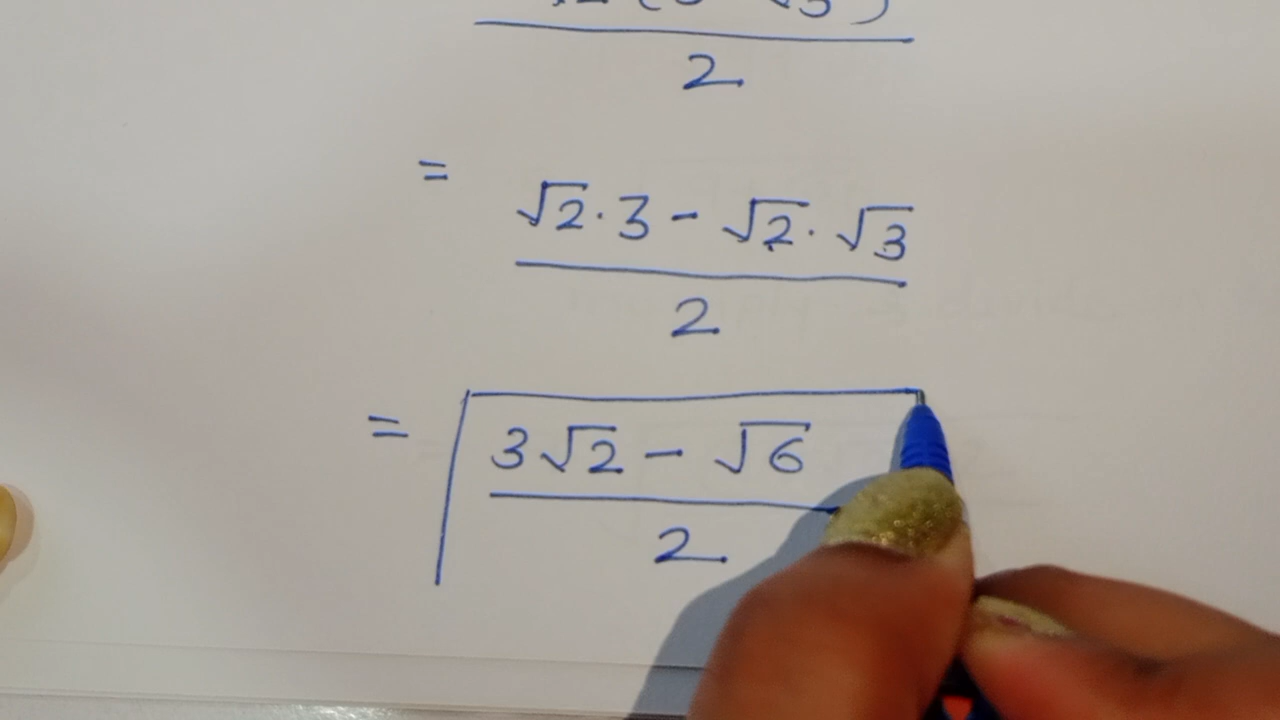 2
= √2·3 - √2·√3
2
= 3√2 - √6
2